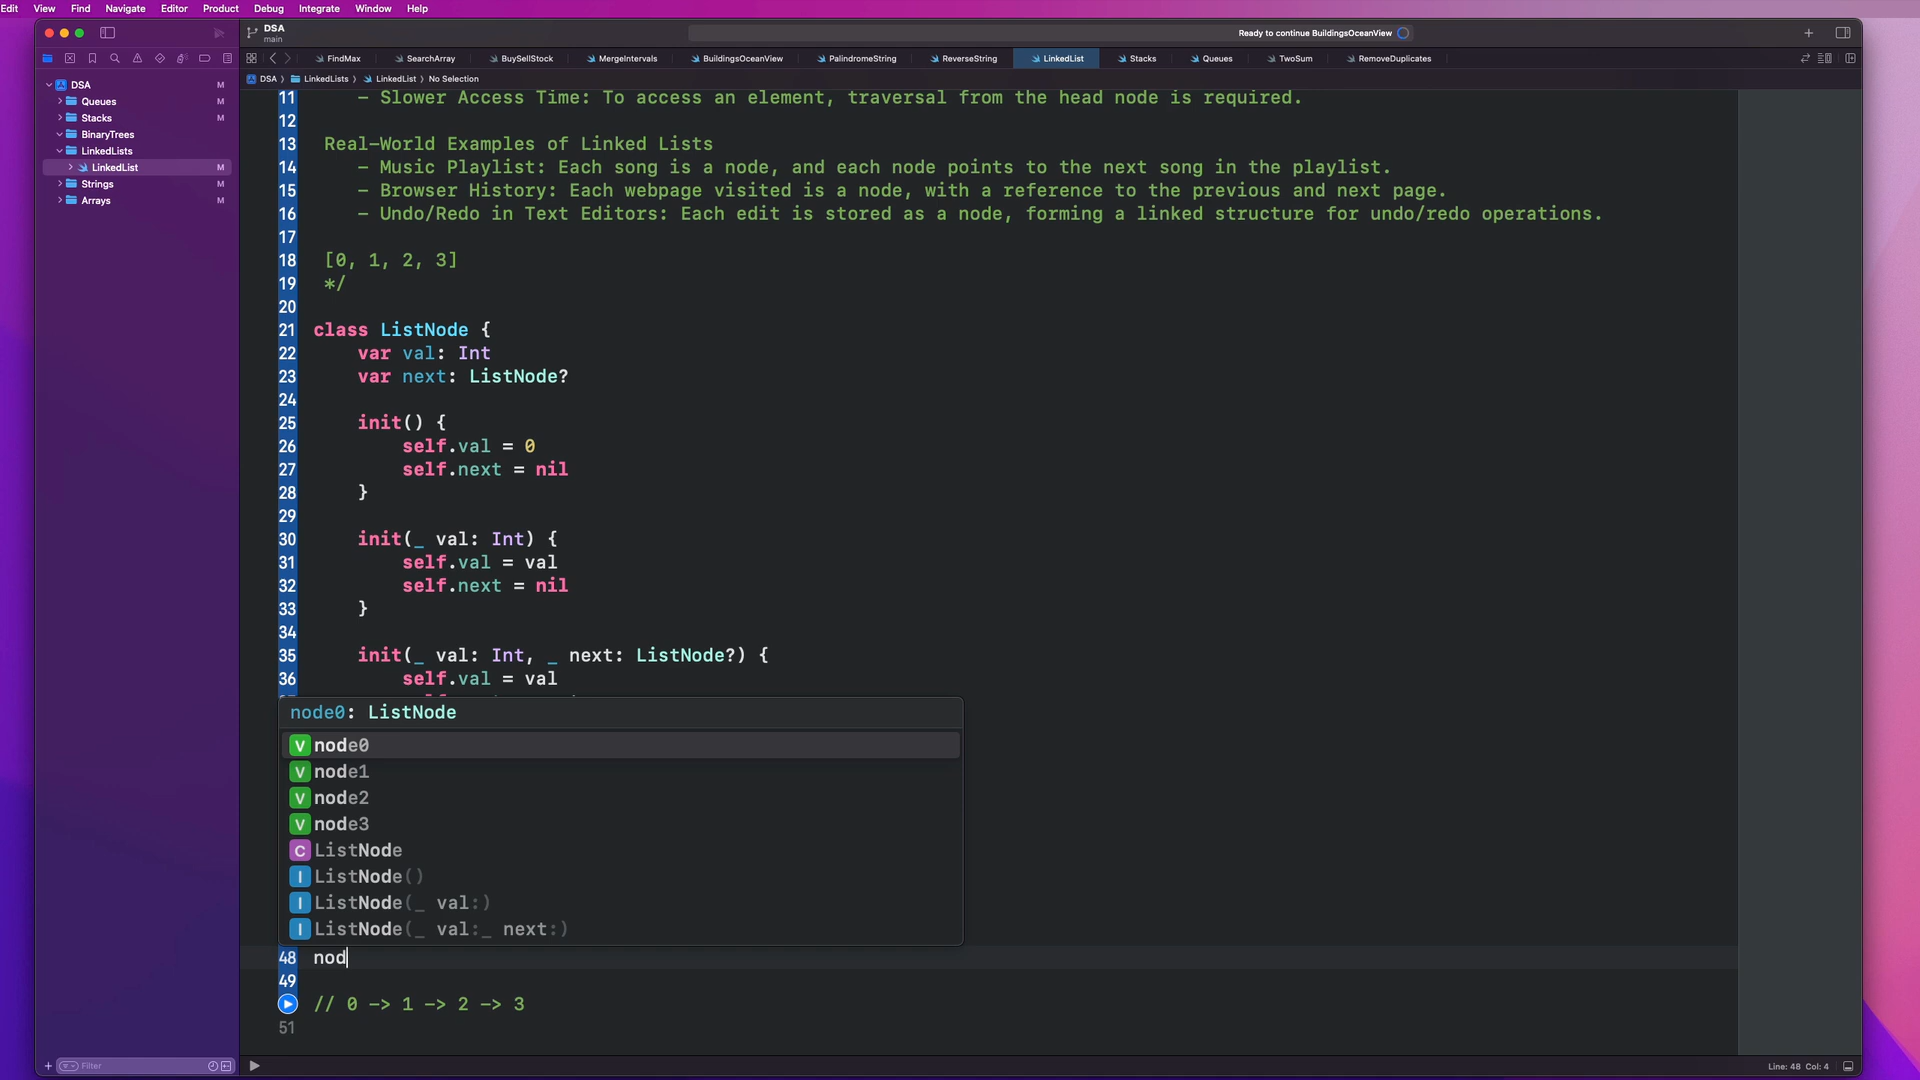 Edit View Find Navigate Editor Product Debug Integrate Window Help
DSA
main
Ready to continue BuildingsOceanView
FindMax SearchArray BuySellStock MergeIntervals BuildingsOceanView PalindromeString ReverseString LinkedList Stacks Queues TwoSum RemoveDuplicates
DSA LinkedLists LinkedList No Selection
DSA M
Queues M
Stacks M
BinaryTrees
LinkedLists
LinkedList M
Strings M
Arrays M
11 - Slower Access Time: To access an element, traversal from the head node is required.
12
13 Real-World Examples of Linked Lists
14 - Music Playlist: Each song is a node, and each node points to the next song in the playlist.
15 - Browser History: Each webpage visited is a node, with a reference to the previous and next page.
16 - Undo/Redo in Text Editors: Each edit is stored as a node, forming a linked structure for undo/redo operations.
17
18 [0, 1, 2, 3]
19 */
20
21 class ListNode {
22 var val: Int
23 var next: ListNode?
24
25 init() {
26 self.val = 0
27 self.next = nil
28 }
29
30 init(_ val: Int) {
31 self.val = val
32 self.next = nil
33 }
34
35 init(_ val: Int, _ next: ListNode?) {
36 self.val = val
node0: ListNode
V node0
V node1
V node2
V node3
C ListNode
I ListNode()
I ListNode(_ val:)
I ListNode(_ val:_ next:)
48 nod
49
// 0 -> 1 -> 2 -> 3
51
Filter
Line: 48 Col: 4